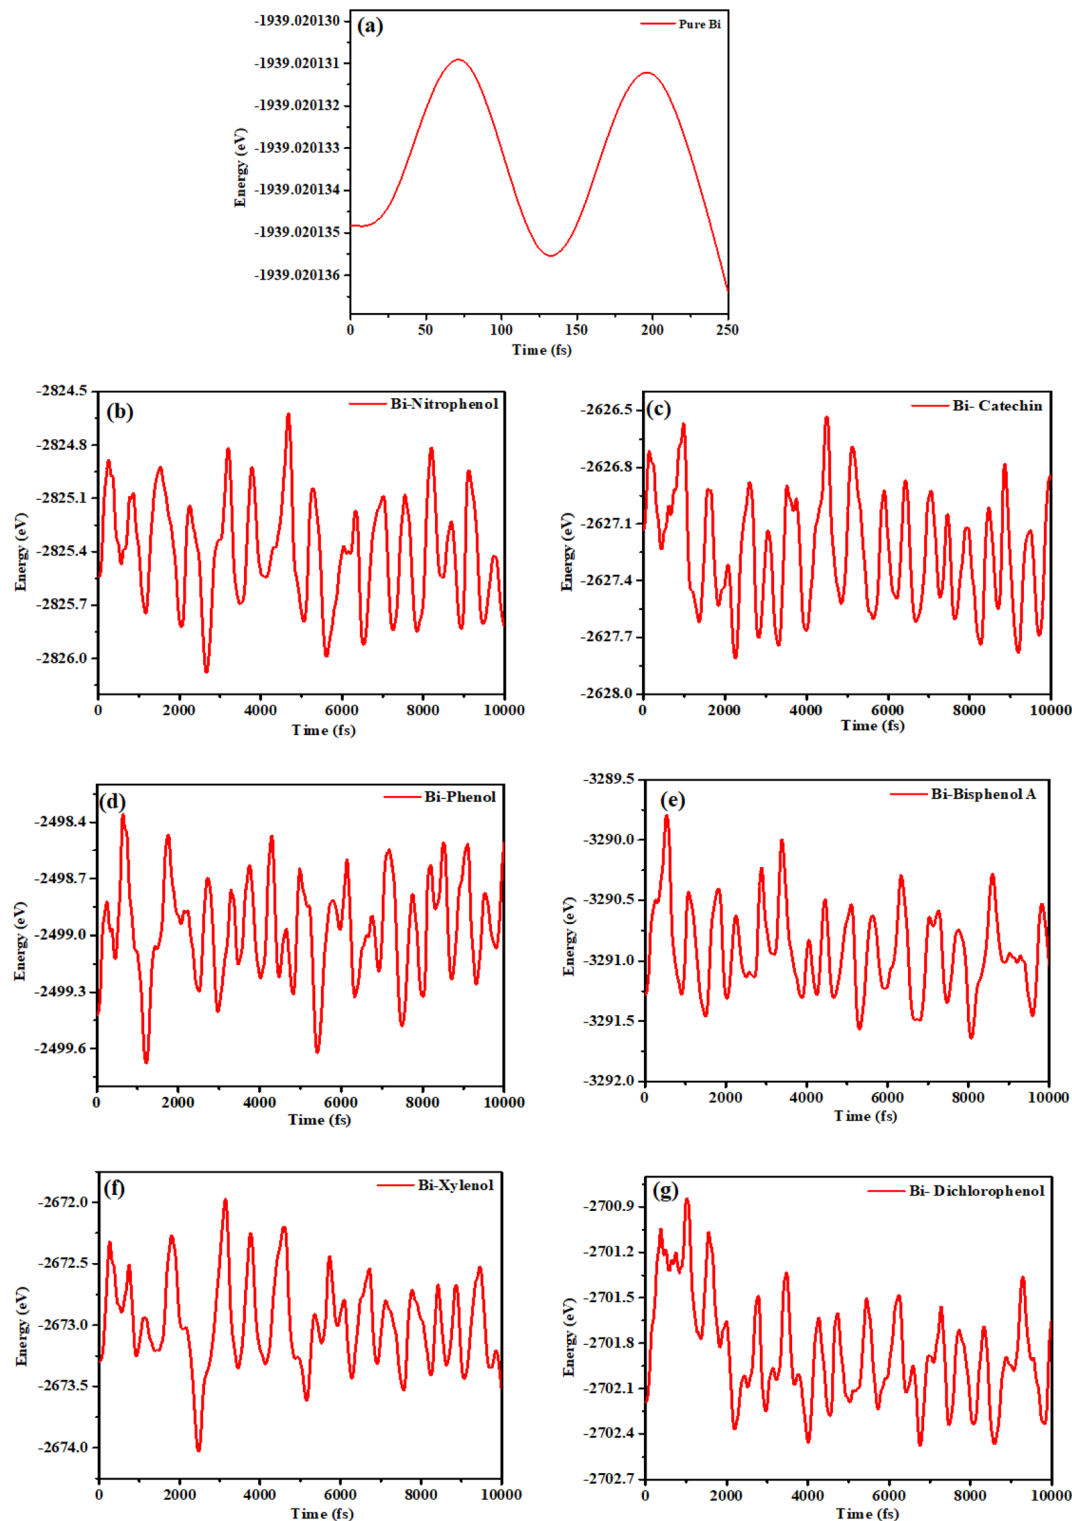 (a)
Pure Bi
-1939.020130
-1939.020131
-1939.020132
-1939.020133
-1939.020134
-1939.020135
-1939.020136
Energy (eV)
0 50 100 150 200 250
Time (fs)
(b)
Bi-Nitrophenol
-2824.5
-2824.8
-2825.1
-2825.4
-2825.7
-2826.0
Energy (eV)
0 2000 4000 6000 8000 10000
Time (fs)
(c)
Bi- Catechin
-2626.5
-2626.8
-2627.1
-2627.4
-2627.7
-2628.0
Energy (eV)
0 2000 4000 6000 8000 10000
Time (fs)
(d)
Bi-Phenol
-2498.4
-2498.7
-2499.0
-2499.3
-2499.6
Energy (eV)
0 2000 4000 6000 8000 10000
Time (fs)
(e)
Bi-Bisphenol A
-3289.5
-3290.0
-3290.5
-3291.0
-3291.5
-3292.0
Energy (eV)
0 2000 4000 6000 8000 10000
Time (fs)
(f)
Bi-Xylenol
-2672.0
-2672.5
-2673.0
-2673.5
-2674.0
Energy (eV)
0 2000 4000 6000 8000 10000
Time (fs)
(g)
Bi- Dichlorophenol
-2700.9
-2701.2
-2701.5
-2701.8
-2702.1
-2702.4
-2702.7
Energy (eV)
0 2000 4000 6000 8000 10000
Time (fs)